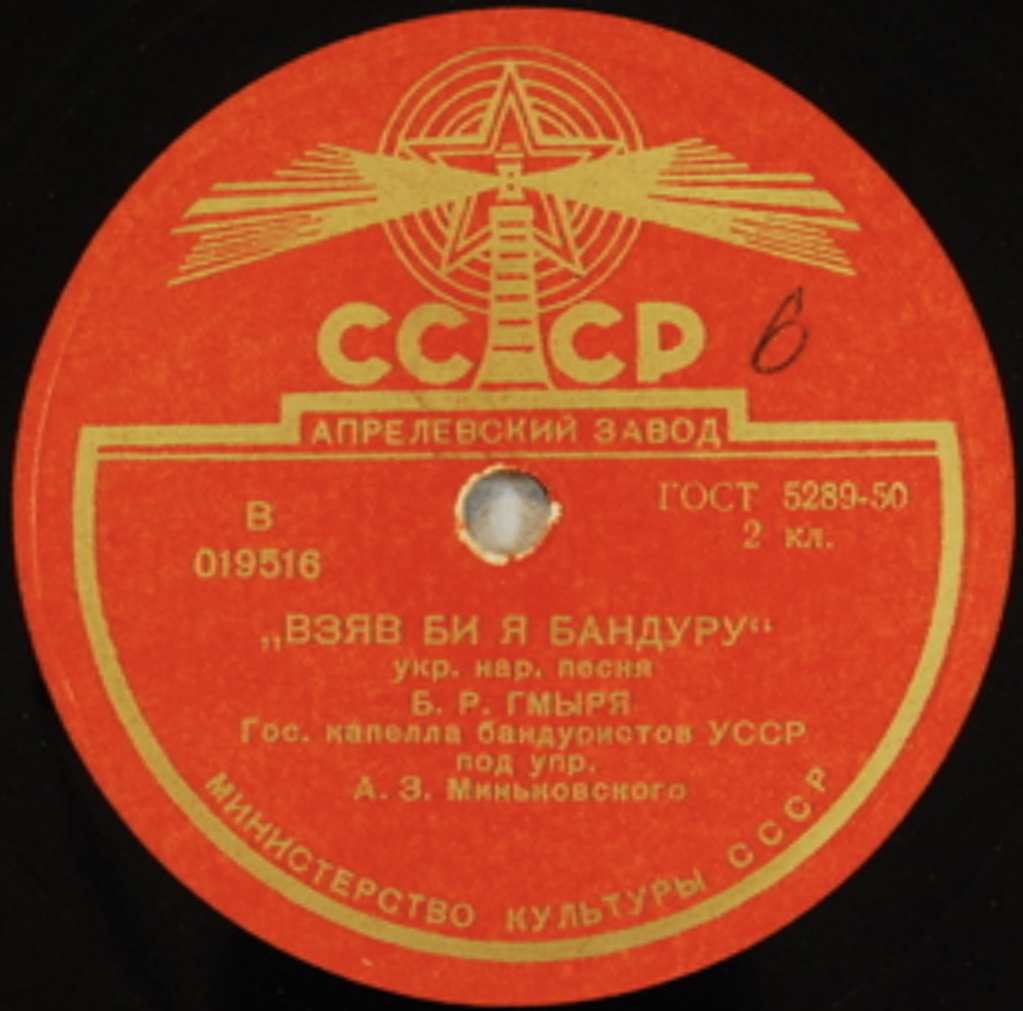 СССР
6
АПРЕЛЕВСКИЙ ЗАВОД
В
019516
ГОСТ 5289-50
2 кл.
„ВЗЯВ БИ Я БАНДУРУ“
укр. нар. песня
Б. Р. ГМЫРЯ
Гос. капелла бандуристов УССР
под упр.
А. З. Миньковского
МИНИСТЕРСТВО КУЛЬТУРЫ СССР